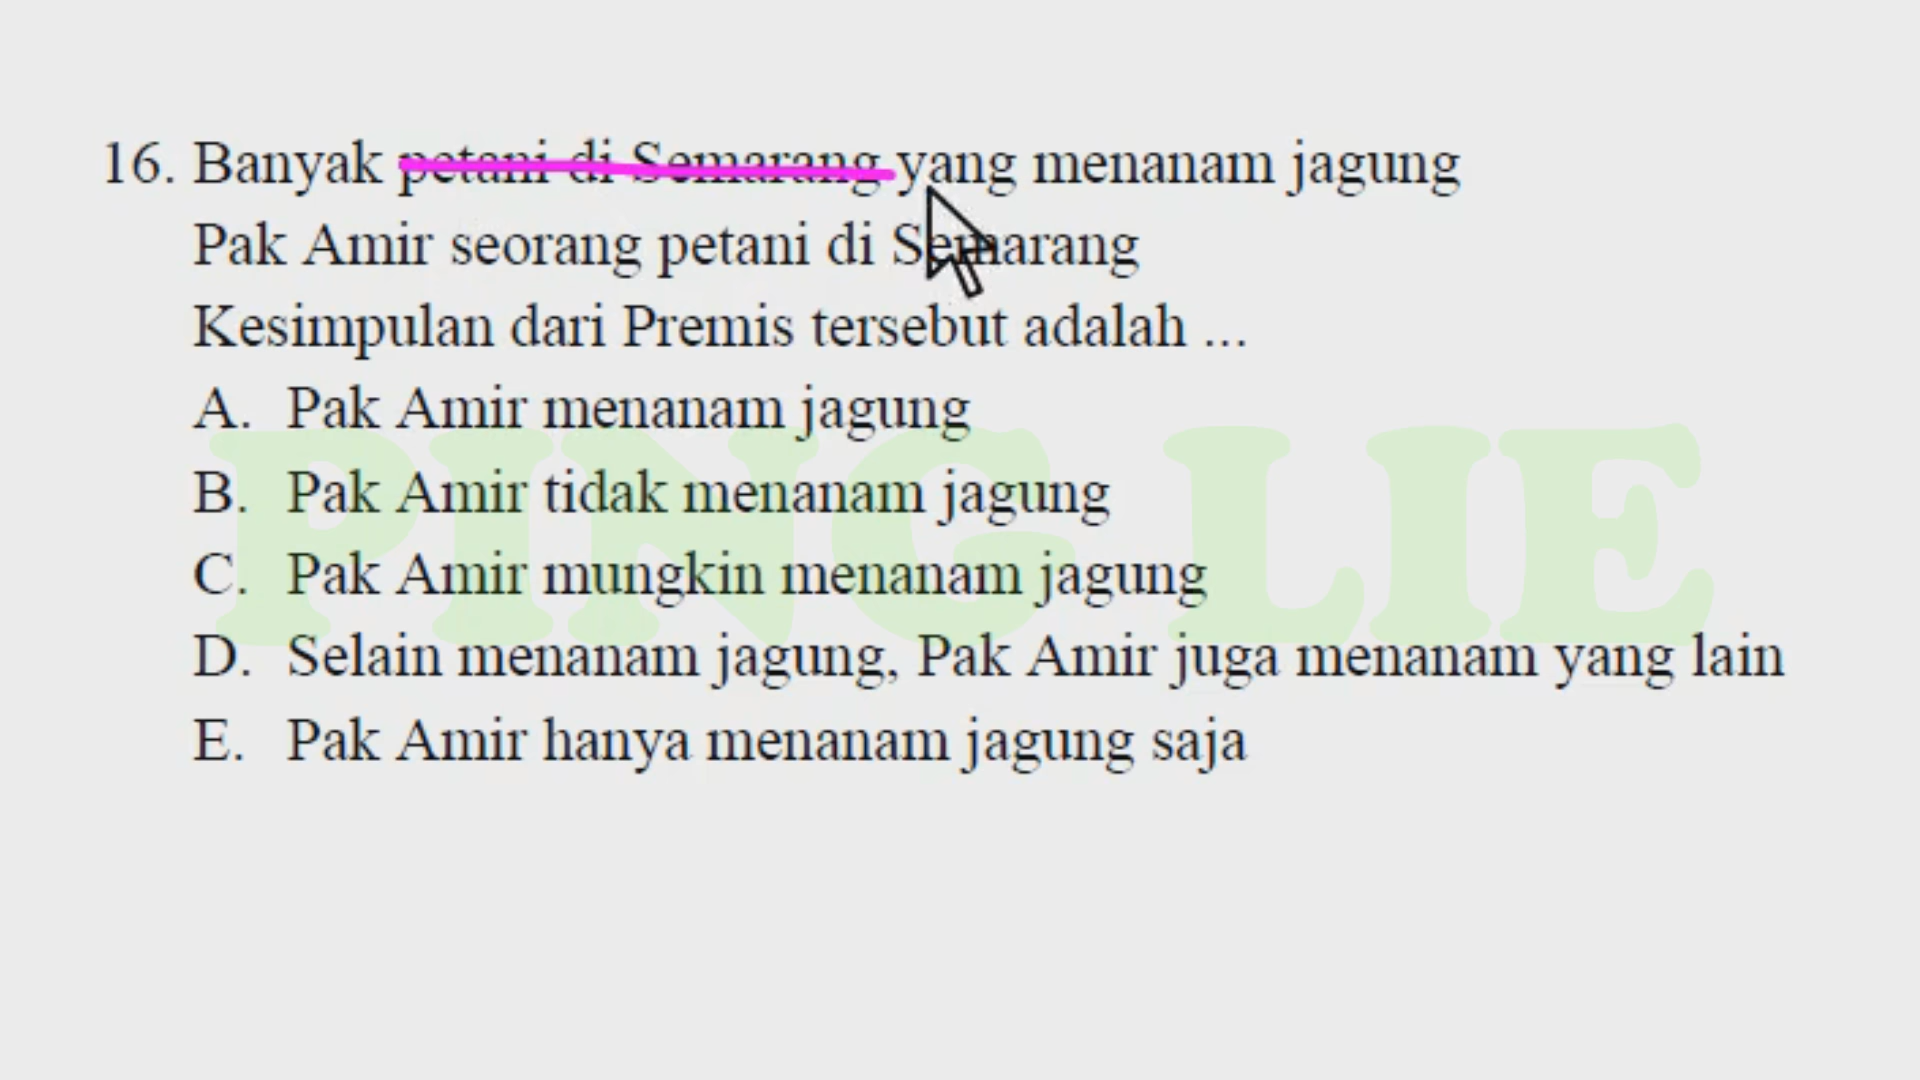 16. Banyak petani di Semarang yang menanam jagung
Pak Amir seorang petani di Semarang
Kesimpulan dari Premis tersebut adalah ...
A. Pak Amir menanam jagung
B. Pak Amir tidak menanam jagung
C. Pak Amir mungkin menanam jagung
D. Selain menanam jagung, Pak Amir juga menanam yang lain
E. Pak Amir hanya menanam jagung saja
PING LIE